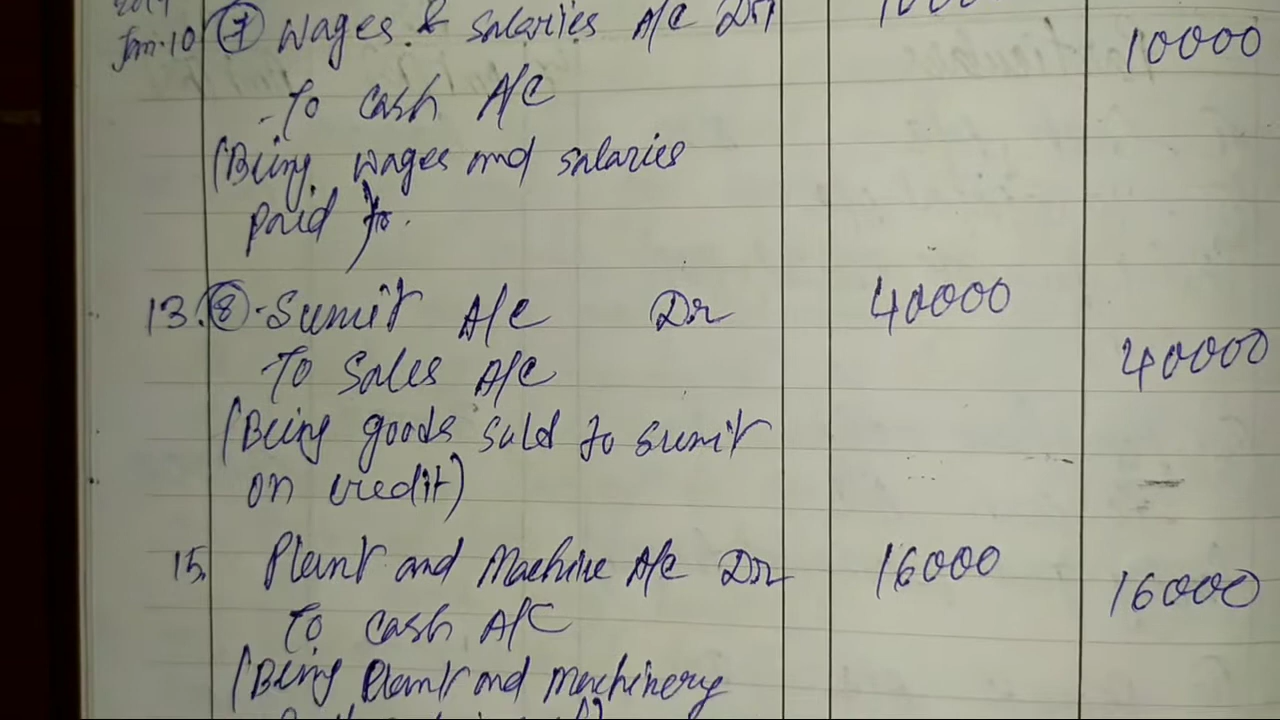 Jan.10 (7) Wages & Salaries A/c Dr 10000
To Cash A/c
(Being wages and salaries
paid
13. (8) Sumit A/c Dr 40000
To Sales A/c 40000
(Being goods sold to Sumit
on credit)
15. Plant and Machine A/c Dr 16000 16000
To Cash A/C
(Being Plant and machinery